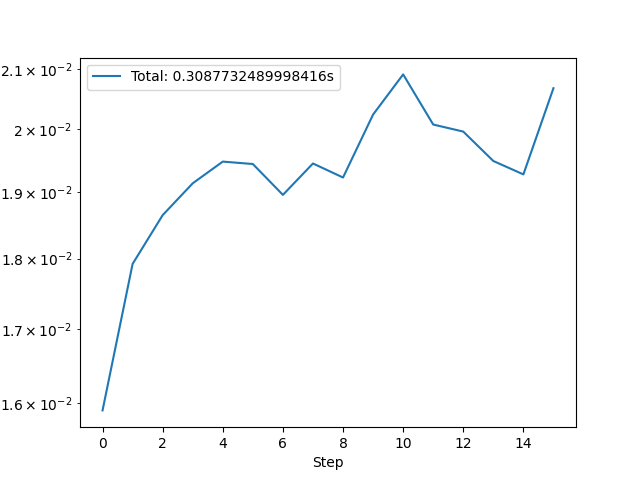 Total: 0.3087732489998416s
2.1 × 10⁻²
2 × 10⁻²
1.9 × 10⁻²
1.8 × 10⁻²
1.7 × 10⁻²
1.6 × 10⁻²
0 2 4 6 8 10 12 14
Step